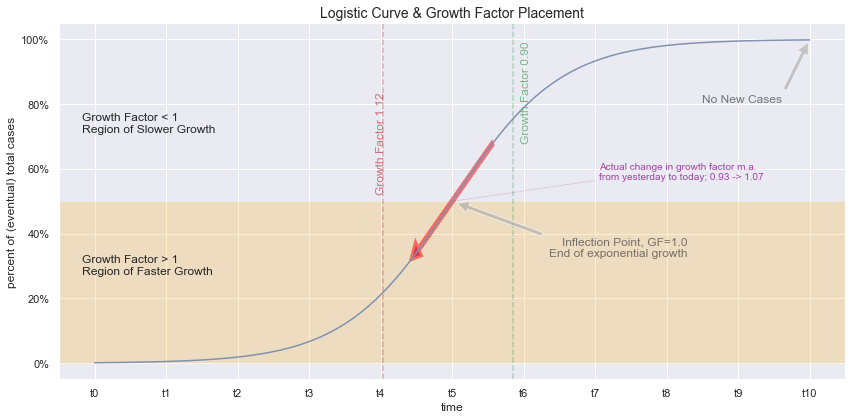 Logistic Curve & Growth Factor Placement
percent of (eventual) total cases
100%
80%
60%
40%
20%
0%
Growth Factor < 1
Region of Slower Growth
Growth Factor > 1
Region of Faster Growth
Growth Factor 1.12
Growth Factor 0.90
No New Cases
Actual change in growth factor m.a.
from yesterday to today; 0.93 -> 1.07
Inflection Point, GF=1.0
End of exponential growth
t0 t1 t2 t3 t4 t5 t6 t7 t8 t9 t10
time